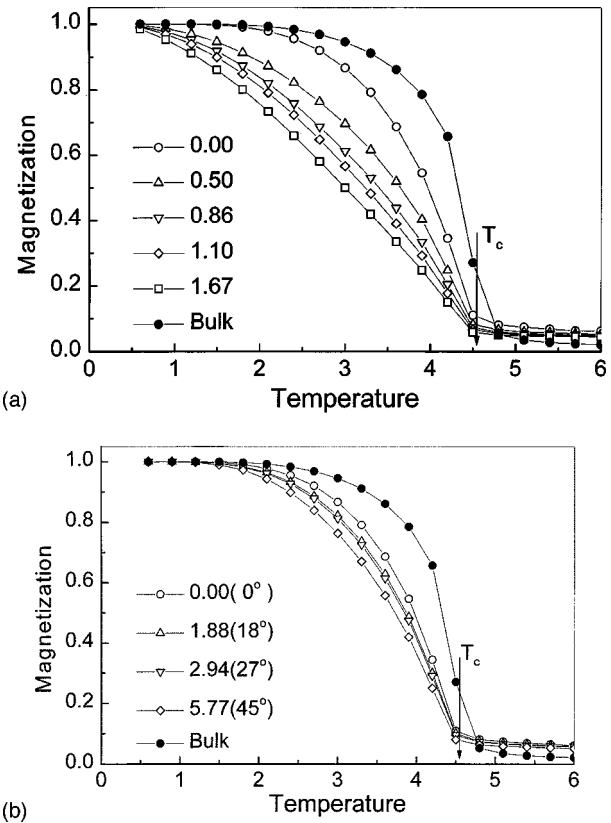 1.0
0.8
0.6
0.4
0.2
0.0
Magnetization
0.00
0.50
0.86
1.10
1.67
Bulk
Tc
0 1 2 3 4 5 6
Temperature
(a)
1.0
0.8
0.6
0.4
0.2
0.0
Magnetization
0.00(0°)
1.88(18°)
2.94(27°)
5.77(45°)
Bulk
Tc
0 1 2 3 4 5 6
Temperature
(b)